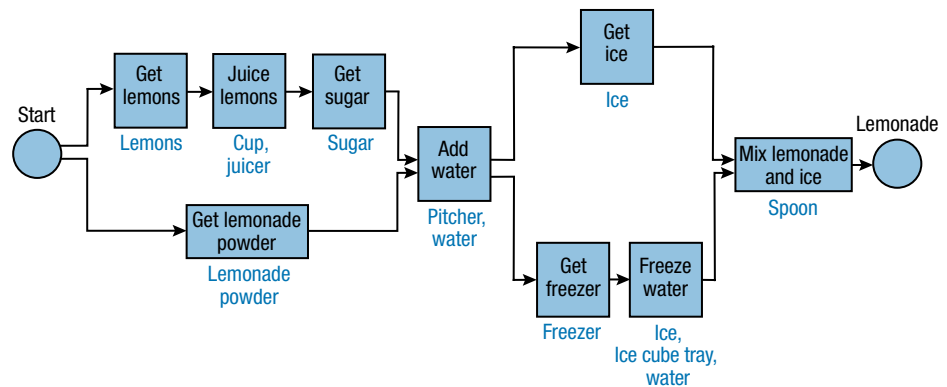 Start
Get
lemons
Lemons
Juice
lemons
Cup,
juicer
Get
sugar
Sugar
Get lemonade
powder
Lemonade
powder
Add
water
Pitcher,
water
Get
ice
Ice
Get
freezer
Freezer
Freeze
water
Ice,
Ice cube tray,
water
Mix lemonade
and ice
Spoon
Lemonade